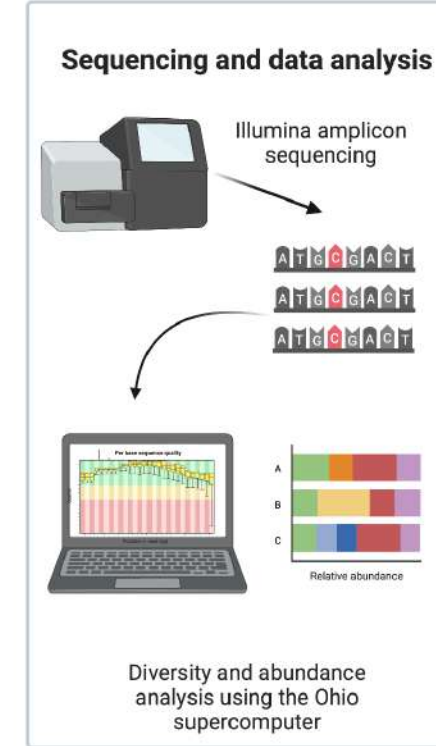 Sequencing and data analysis
Illumina amplicon
sequencing
ATGCGACT
ATGCGACT
ATGCGACT
Per base sequence quality
A
B
C
Relative abundance
Diversity and abundance
analysis using the Ohio
supercomputer